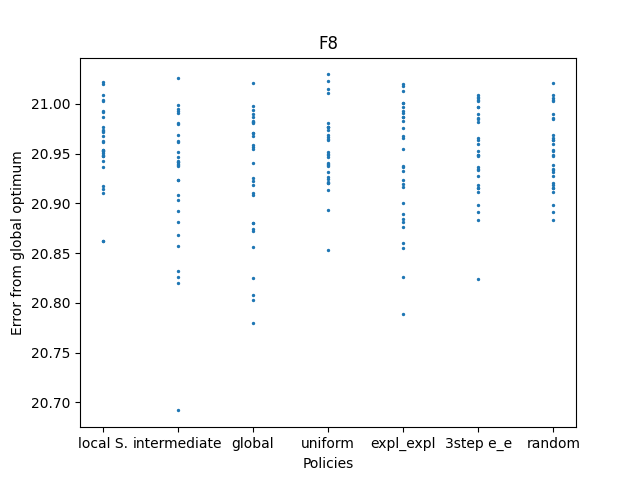 F8
Error from global optimum
21.00
20.95
20.90
20.85
20.80
20.75
20.70
local S. intermediate global uniform expl_expl 3step e_e random
Policies